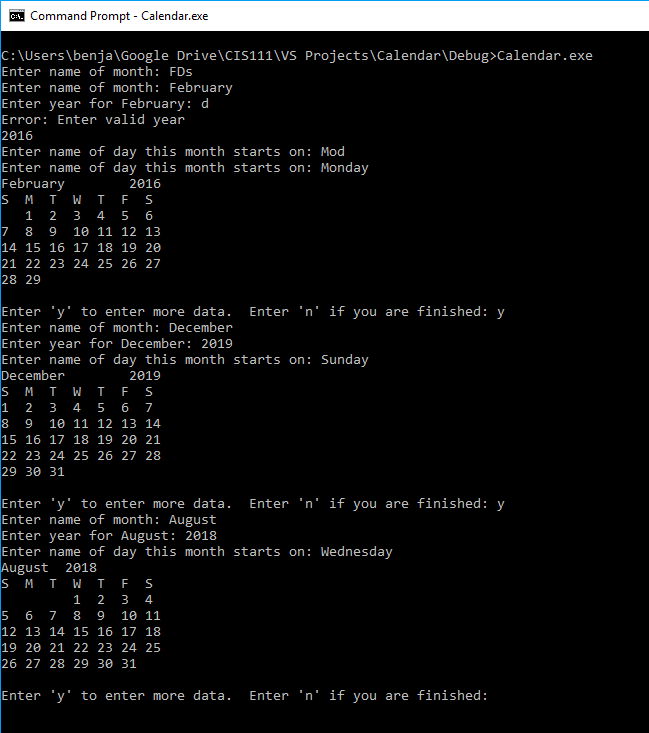 Command Prompt - Calendar.exe
C:\Users\benja\Google Drive\CIS111\VS Projects\Calendar\Debug>Calendar.exe
Enter name of month: FDs
Enter name of month: February
Enter year for February: d
Error: Enter valid year
2016
Enter name of day this month starts on: Mod
Enter name of day this month starts on: Monday
February        2016
S  M  T  W  T  F  S
   1  2  3  4  5  6
7  8  9  10 11 12 13
14 15 16 17 18 19 20
21 22 23 24 25 26 27
28 29
Enter 'y' to enter more data.  Enter 'n' if you are finished: y
Enter name of month: December
Enter year for December: 2019
Enter name of day this month starts on: Sunday
December        2019
S  M  T  W  T  F  S
1  2  3  4  5  6  7
8  9  10 11 12 13 14
15 16 17 18 19 20 21
22 23 24 25 26 27 28
29 30 31
Enter 'y' to enter more data.  Enter 'n' if you are finished: y
Enter name of month: August
Enter year for August: 2018
Enter name of day this month starts on: Wednesday
August  2018
S  M  T  W  T  F  S
         1  2  3  4
5  6  7  8  9  10 11
12 13 14 15 16 17 18
19 20 21 22 23 24 25
26 27 28 29 30 31
Enter 'y' to enter more data.  Enter 'n' if you are finished: